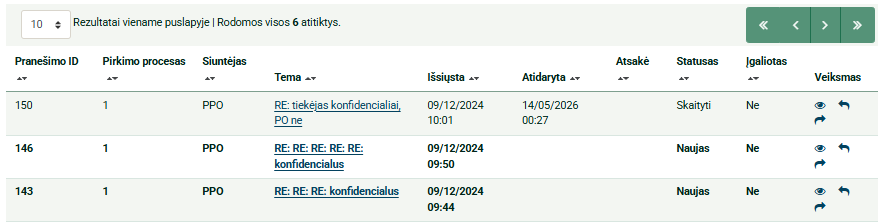 10 Rezultatai viename puslapyje | Rodomos visos 6 atitiktys.
Pranešimo ID Pirkimo procesas Siuntėjas Tema Išsiųsta Atidaryta Atsakė Statusas Įgaliotas Veiksmas
150 1 PPO RE: tiekėjas konfidencialiai, 09/12/2024 14/05/2026 Skaityti Ne
PO ne 10:01 00:27
146 1 PPO RE: RE: RE: RE: RE: 09/12/2024 Naujas Ne
konfidencialus 09:50
143 1 PPO RE: RE: RE: konfidencialus 09/12/2024 Naujas Ne
09:44